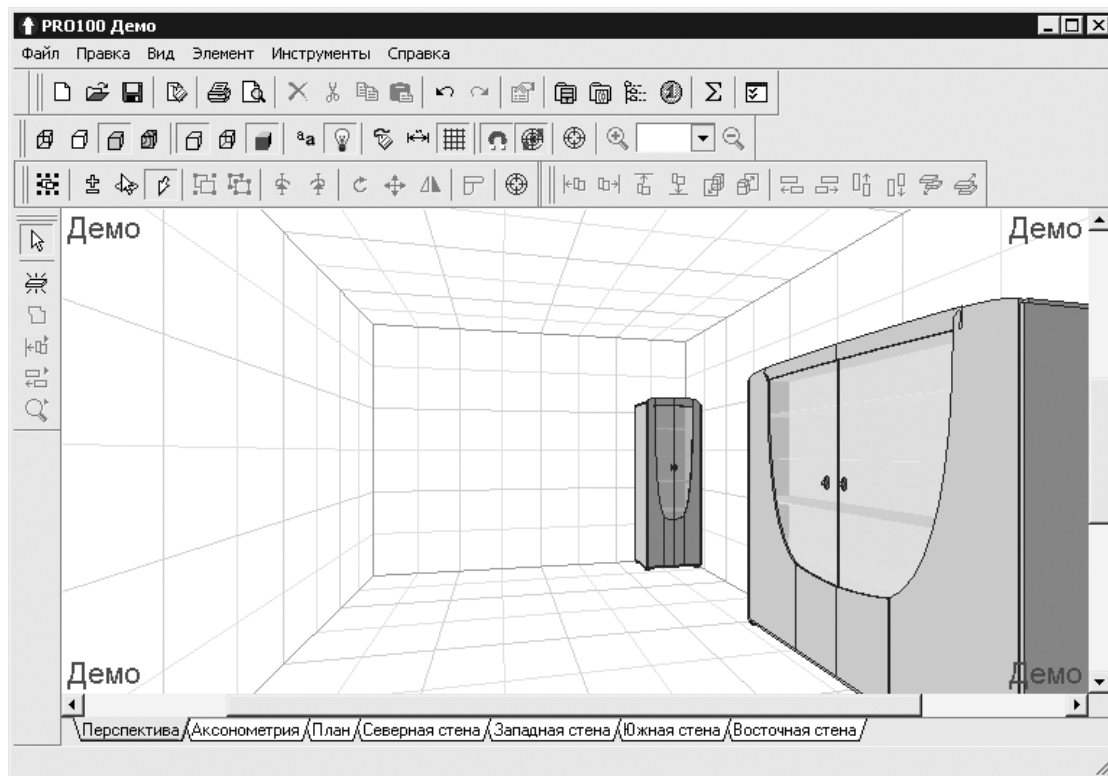 PRO100 Демо
Файл Правка Вид Элемент Инструменты Справка
aa
Демо Демо
Демо Демо
Перспектива Аксонометрия План Северная стена Западная стена Южная стена Восточная стена